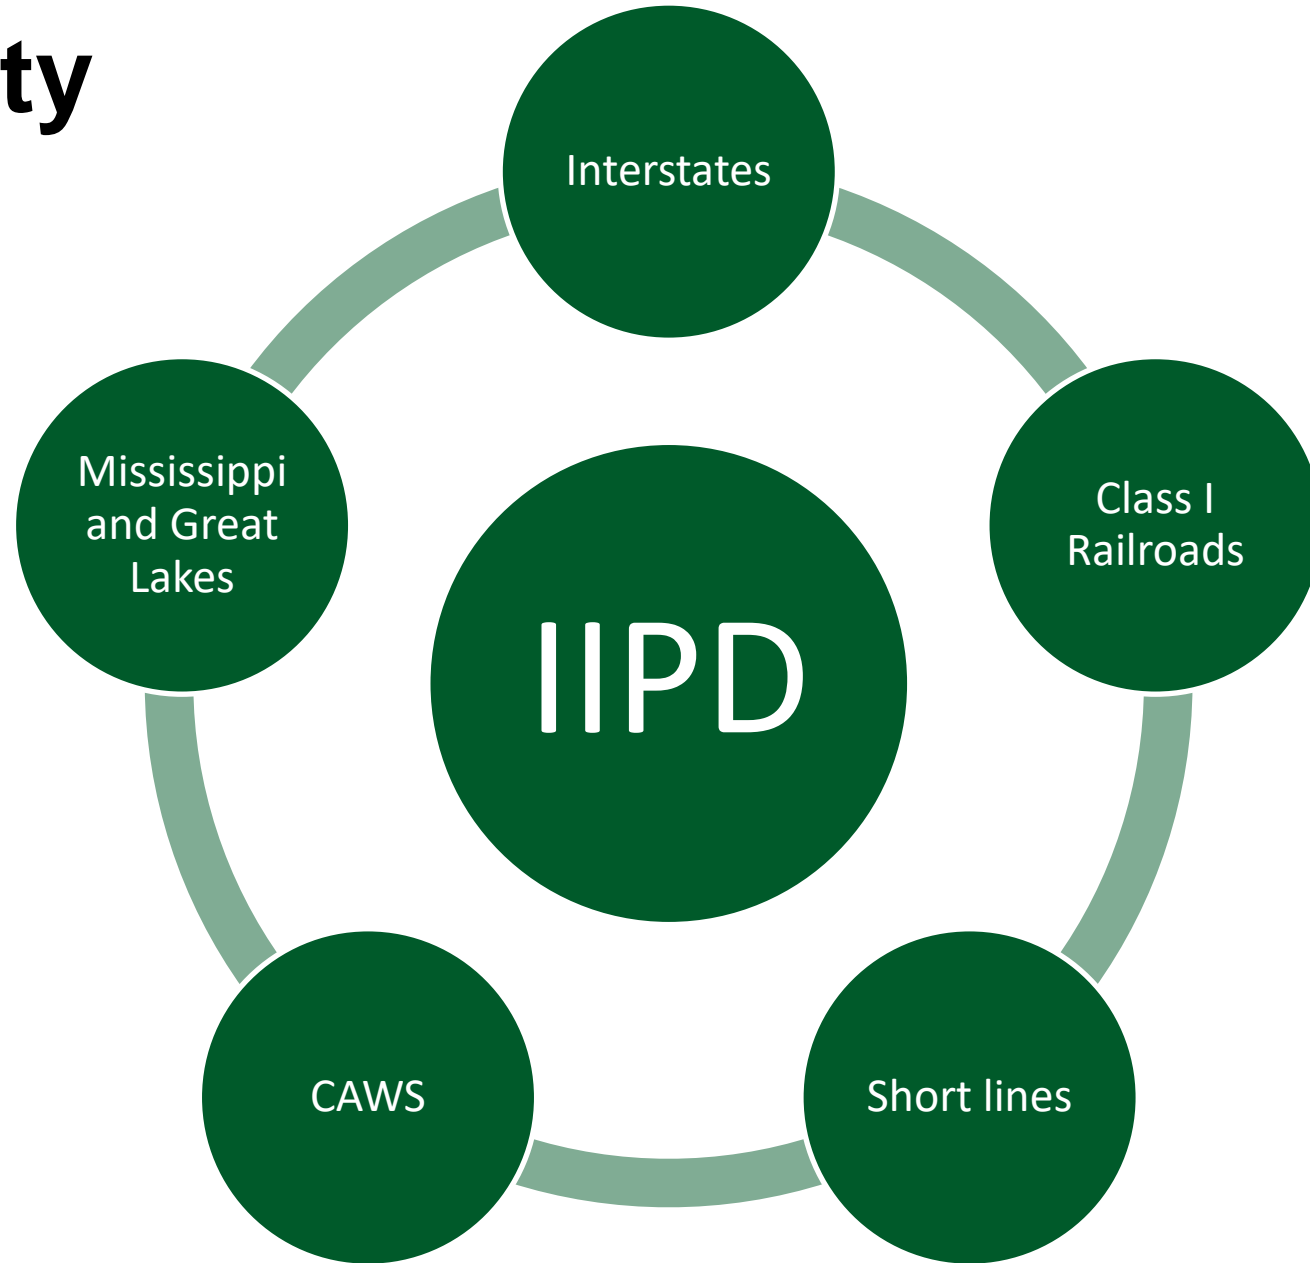 ty
Interstates
Mississippi
and Great
Lakes
Class I
Railroads
IIPD
CAWS
Short lines